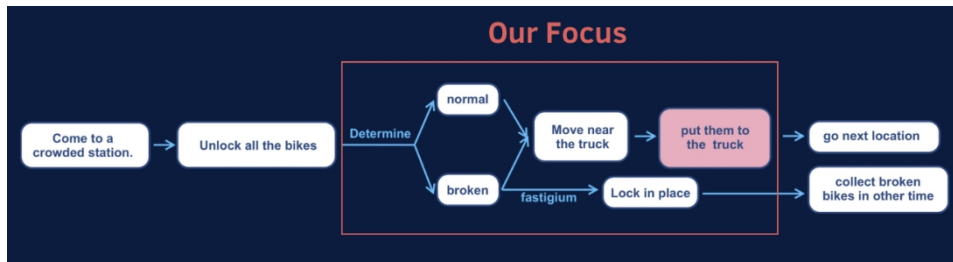 Our Focus
Come to a
crowded station.
Unlock all the bikes
Determine
normal
broken
Move near
the truck
put them to
the truck
go next location
fastigium
Lock in place
collect broken
bikes in other time